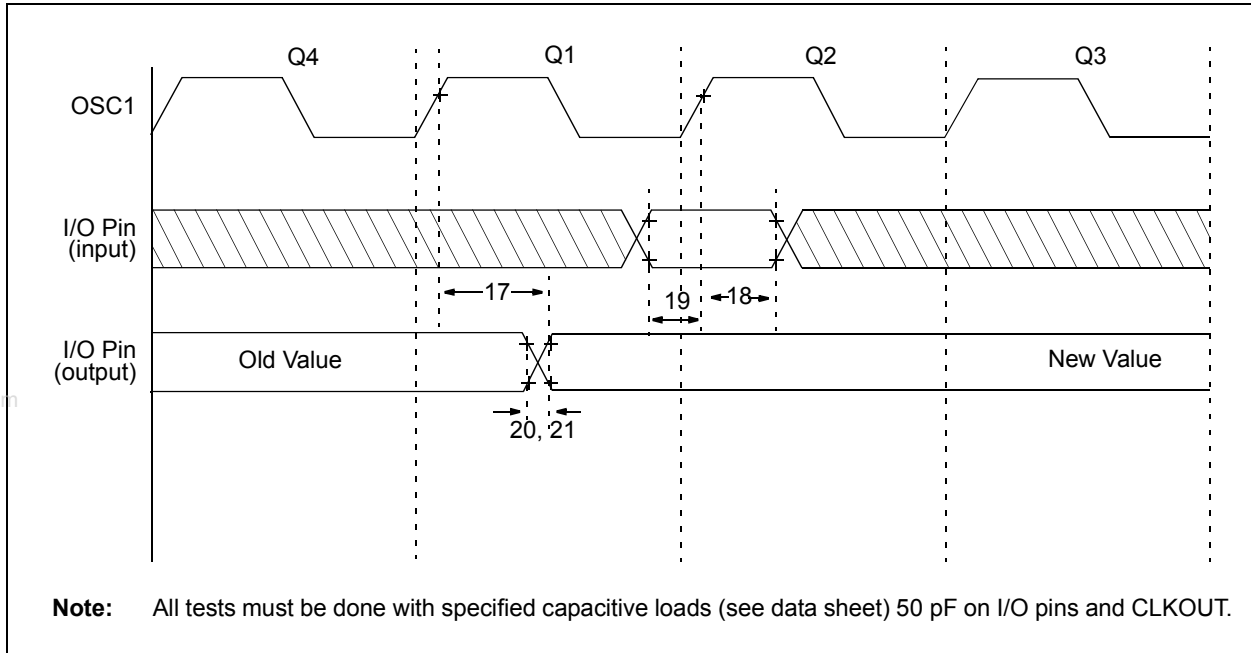 Q4 Q1 Q2 Q3
OSC1
I/O Pin
(input)
17
19
18
I/O Pin
(output)
Old Value
New Value
20, 21
m
Note: All tests must be done with specified capacitive loads (see data sheet) 50 pF on I/O pins and CLKOUT.